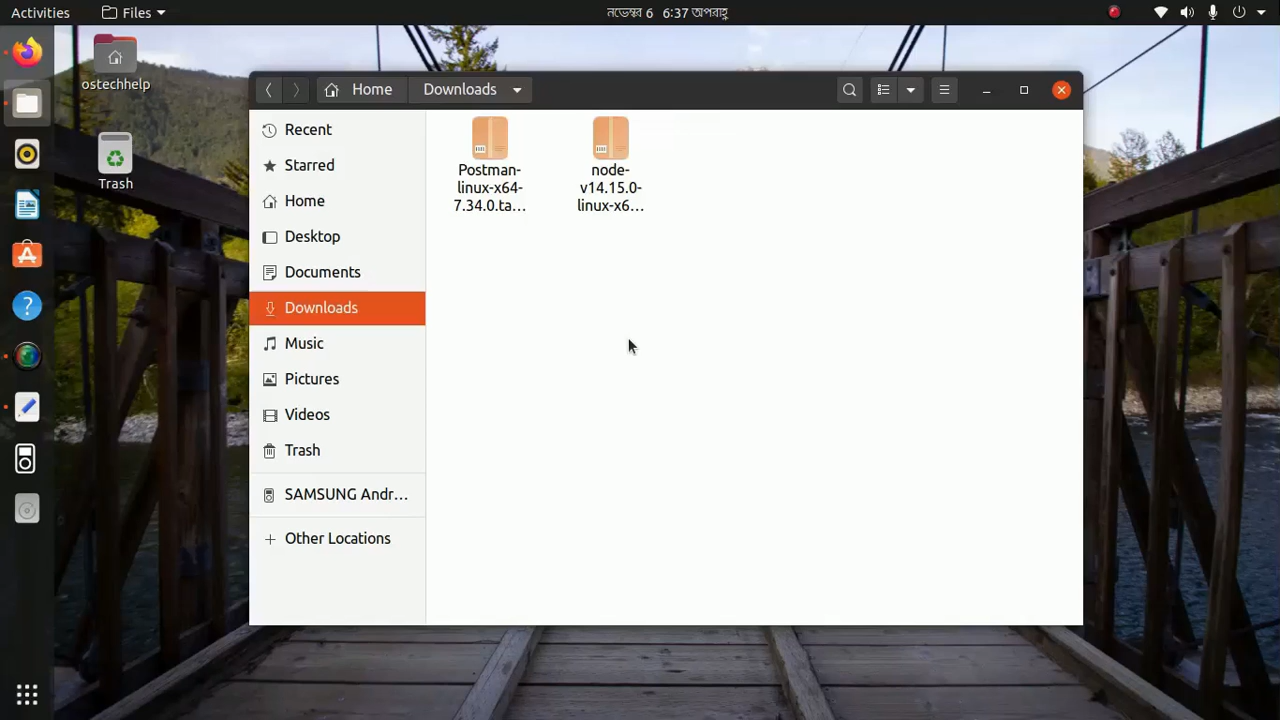 Activities
Files
নভেম্বর 6 6:37 অপরাহ্ণ
ostechhelp
Trash
Home
Downloads
Recent
Starred
Home
Desktop
Documents
Downloads
Music
Pictures
Videos
Trash
SAMSUNG Andr...
Other Locations
Postman-
linux-x64-
7.34.0.ta...
node-
v14.15.0-
linux-x6...